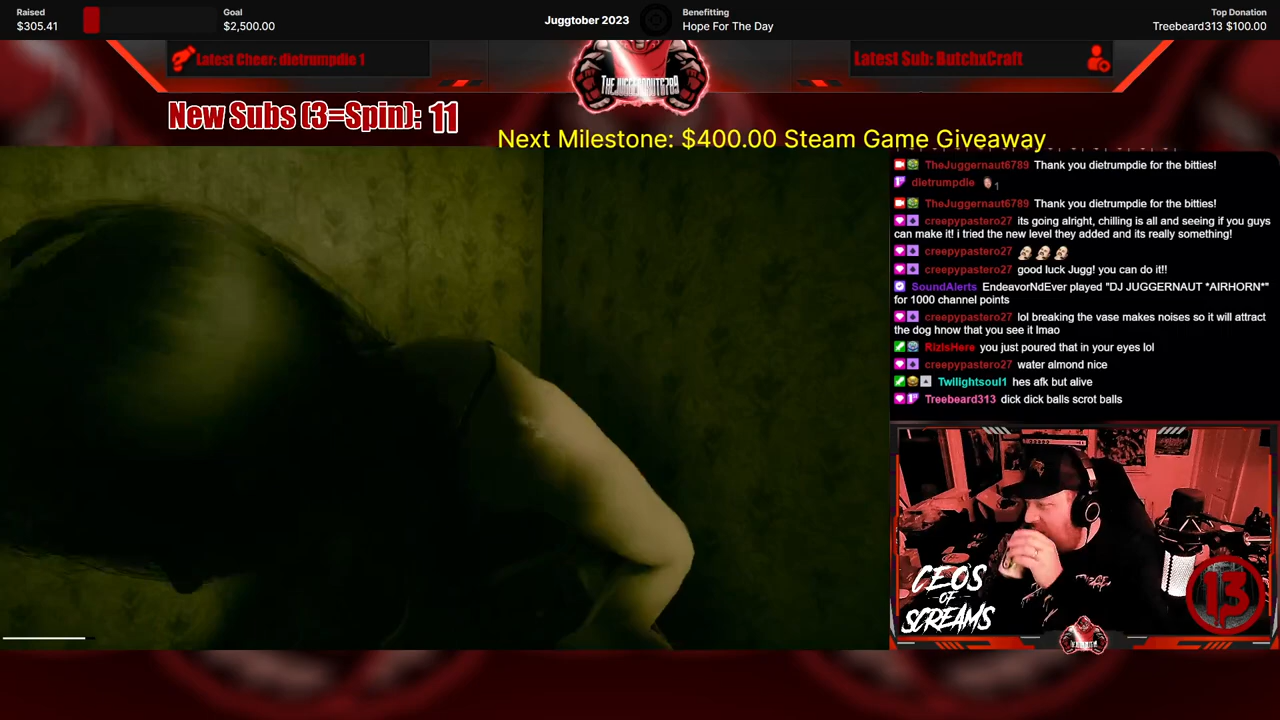 Raised
$305.41
Goal
$2,500.00
Juggtober 2023
Benefitting
Hope For The Day
Top Donation
Treebeard313 $100.00
Latest Cheer: dietrumpdie 1
THEJUGGERNAUT6789
Latest Sub: ButchxCraft
New Subs (3=Spin): 11
Next Milestone: $400.00 Steam Game Giveaway
TheJuggernaut6789 Thank you dietrumpdie for the bitties!
dietrumpdie 1
TheJuggernaut6789 Thank you dietrumpdie for the bitties!
creepypastero27 its going alright, chilling is all and seeing if you guys
can make it! i tried the new level they added and its really something!
creepypastero27
creepypastero27 good luck Jugg! you can do it!!
SoundAlerts EndeavorNdEver played "DJ JUGGERNAUT *AIRHORN*"
for 1000 channel points
creepypastero27 lol breaking the vase makes noises so it will attract
the dog hnow that you see it lmao
RizIsHere you just poured that in your eyes lol
creepypastero27 water almond nice
Twilightsoul1 hes afk but alive
Treebeard313 dick dick balls scrot balls
CEOS
OF
SCREAMS
13